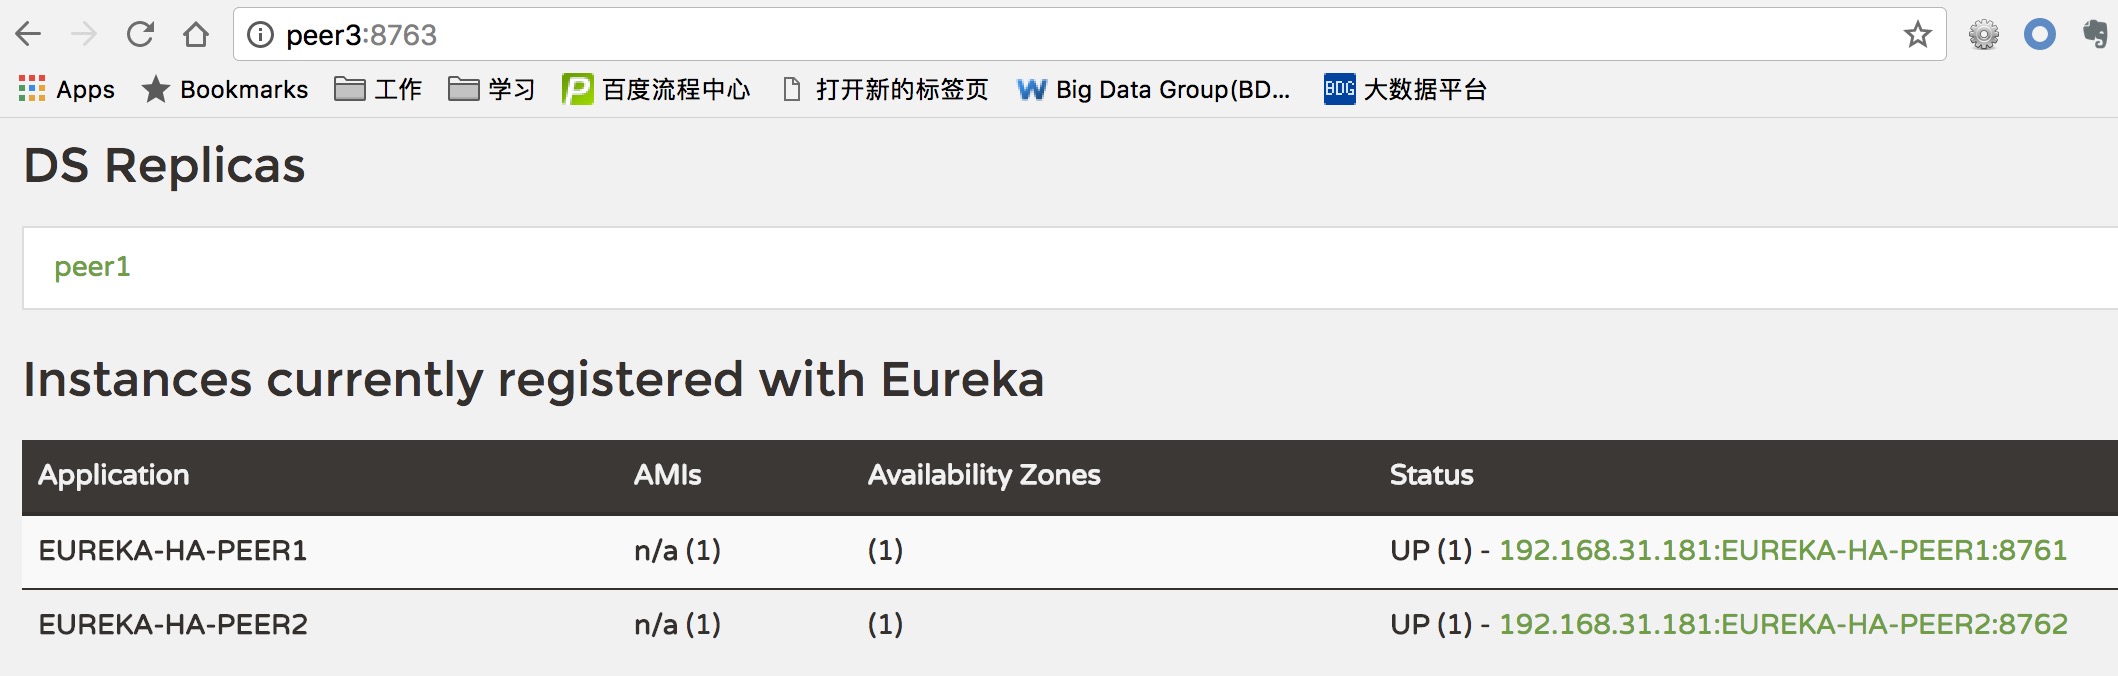 peer3:8763
Apps Bookmarks 工作 学习 P 百度流程中心 打开新的标签页 W Big Data Group(BD... BDG 大数据平台
DS Replicas
peer1
Instances currently registered with Eureka
Application AMIs Availability Zones Status
EUREKA-HA-PEER1 n/a (1) (1) UP (1) - 192.168.31.181:EUREKA-HA-PEER1:8761
EUREKA-HA-PEER2 n/a (1) (1) UP (1) - 192.168.31.181:EUREKA-HA-PEER2:8762